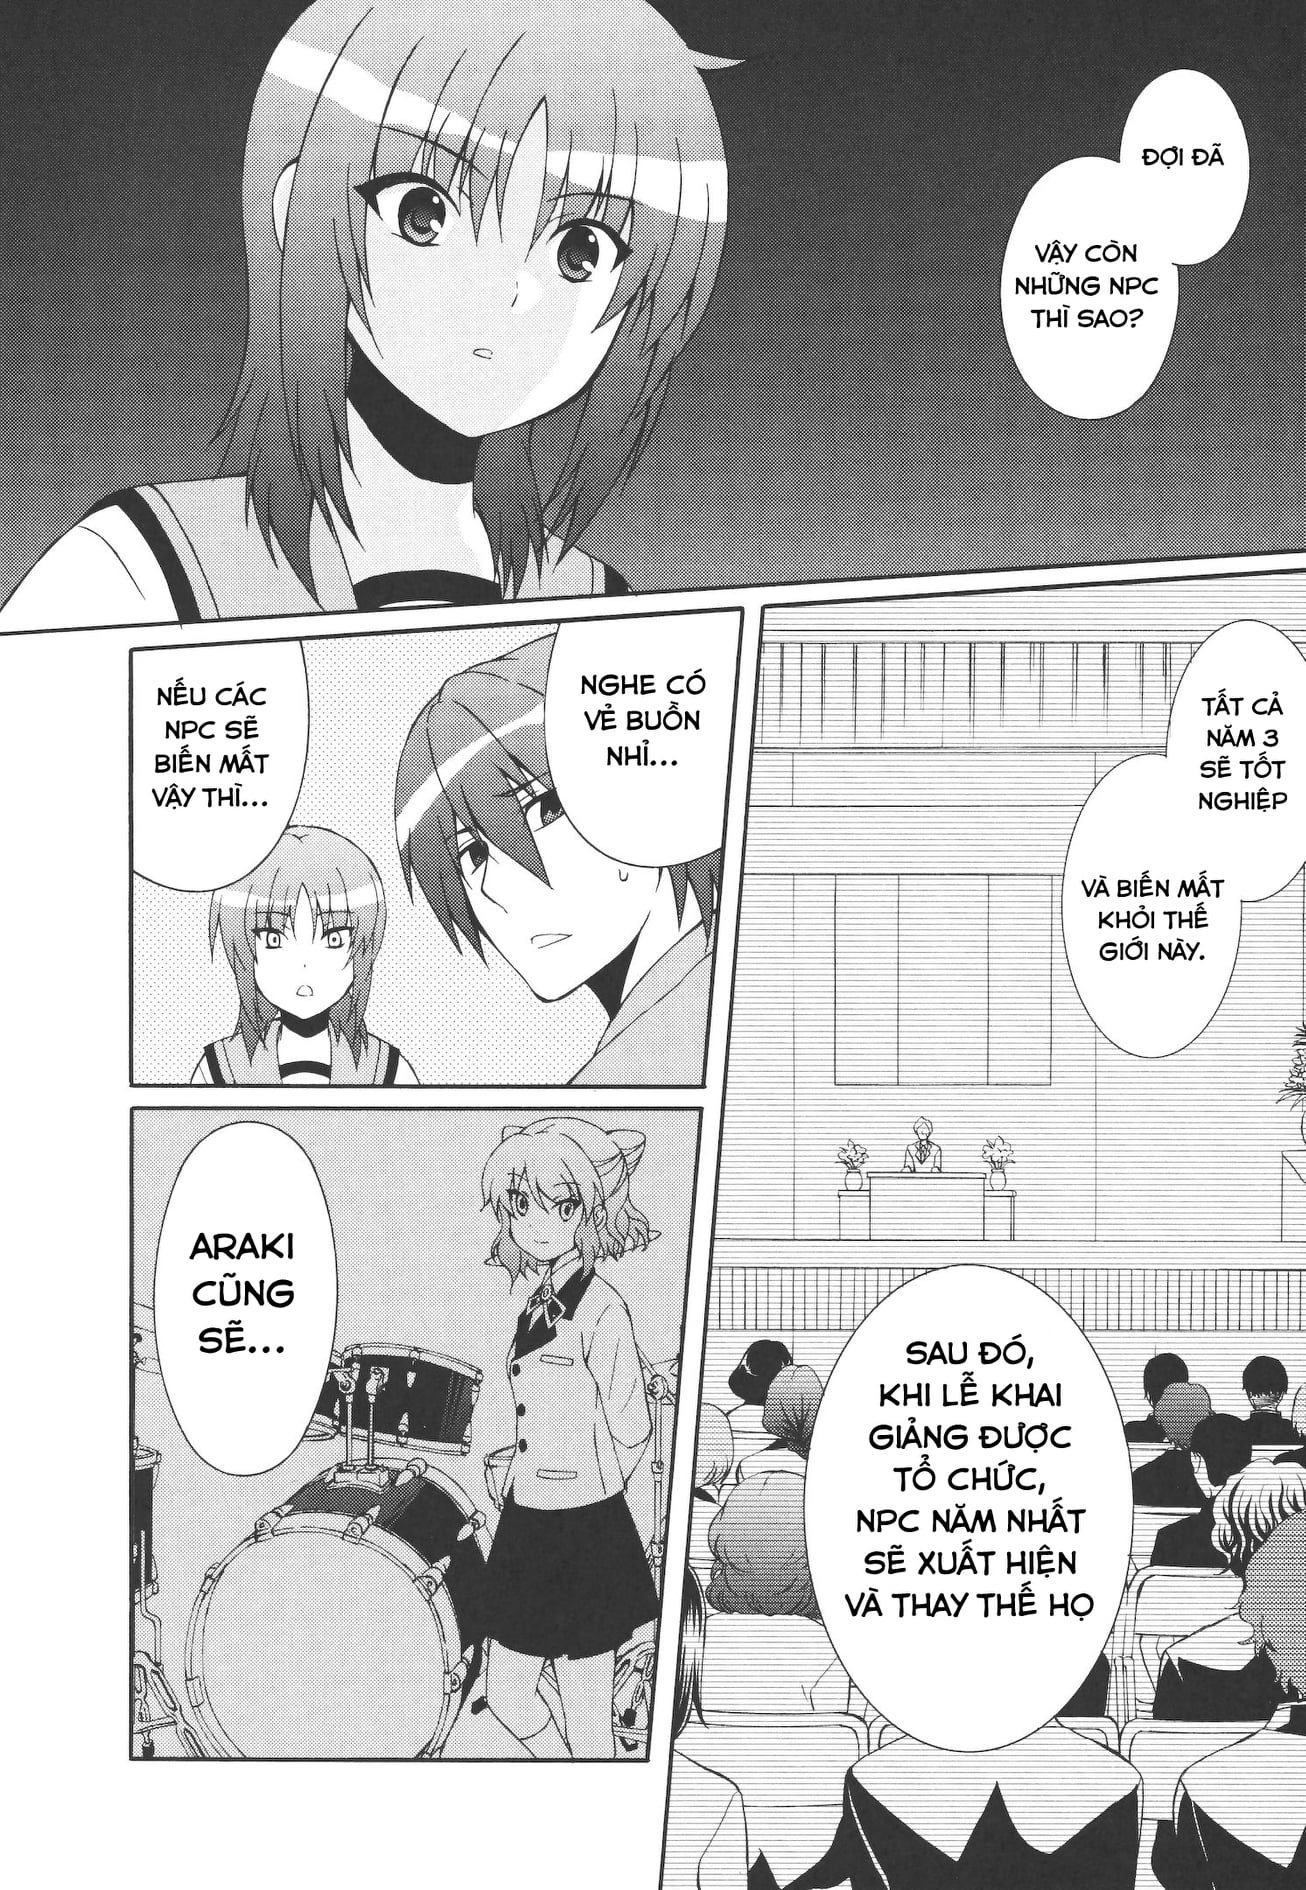 ĐỢI ĐÃ
VẬY CÒN
NHỮNG NPC
THÌ SAO?
TẤT CẢ
NĂM 3
SẼ TỐT
NGHIỆP
VÀ BIẾN MẤT
KHỎI THẾ
GIỚI NÀY.
SAU ĐÓ,
KHI LỄ KHAI
GIẢNG ĐƯỢC
TỔ CHỨC,
NPC NĂM NHẤT
SẼ XUẤT HIỆN
VÀ THAY THẾ HỌ
NGHE CÓ
VẺ BUỒN
NHỈ...
NẾU CÁC
NPC SẼ
BIẾN MẤT
VẬY THÌ...
ARAKI
CŨNG
SẼ...